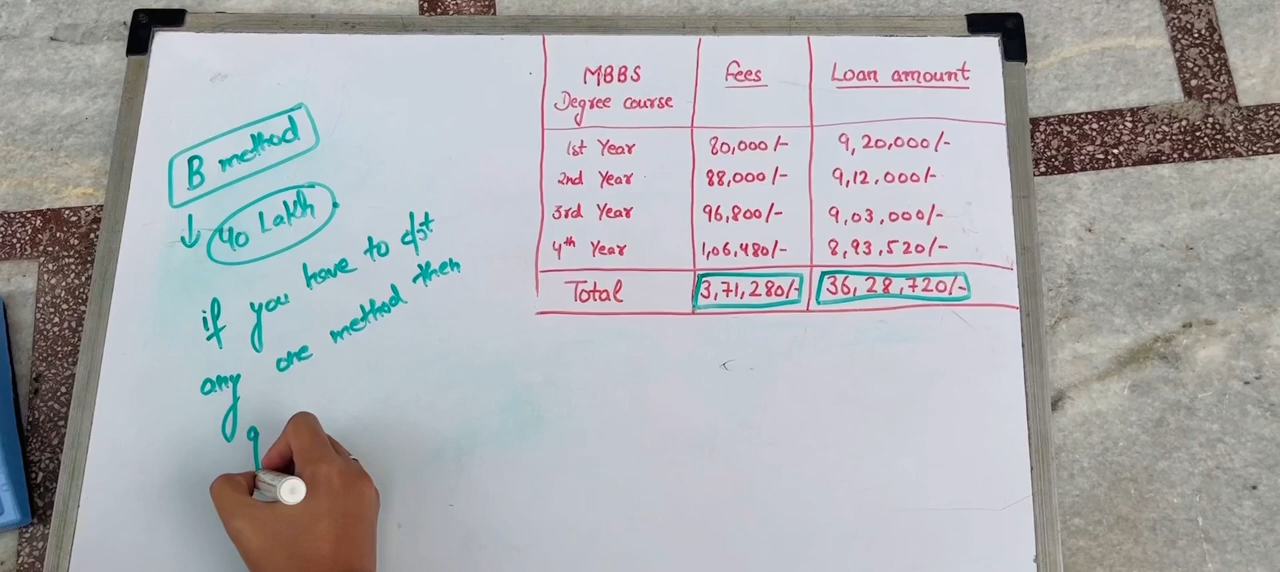 B method
↓ 40 Lakh
if you have to opt
any one method then
MBBS Degree course Fees Loan amount
1st Year 80,000/- 9,20,000/-
2nd Year 88,000/- 9,12,000/-
3rd Year 96,800/- 9,03,000/-
4th Year 1,06,480/- 8,93,520/-
Total 3,71,280/- 36,28,720/-